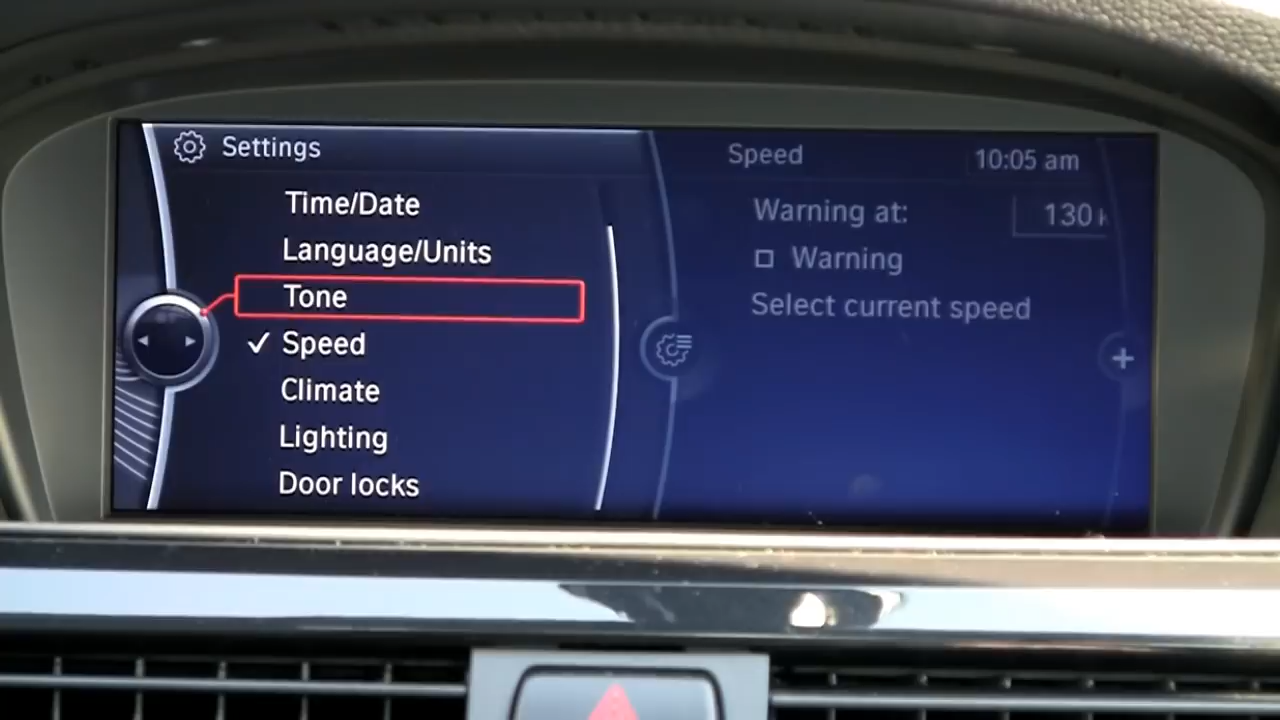 Settings
Time/Date
Language/Units
Tone
Speed
Climate
Lighting
Door locks
Speed
10:05 am
Warning at:
130
Warning
Select current speed